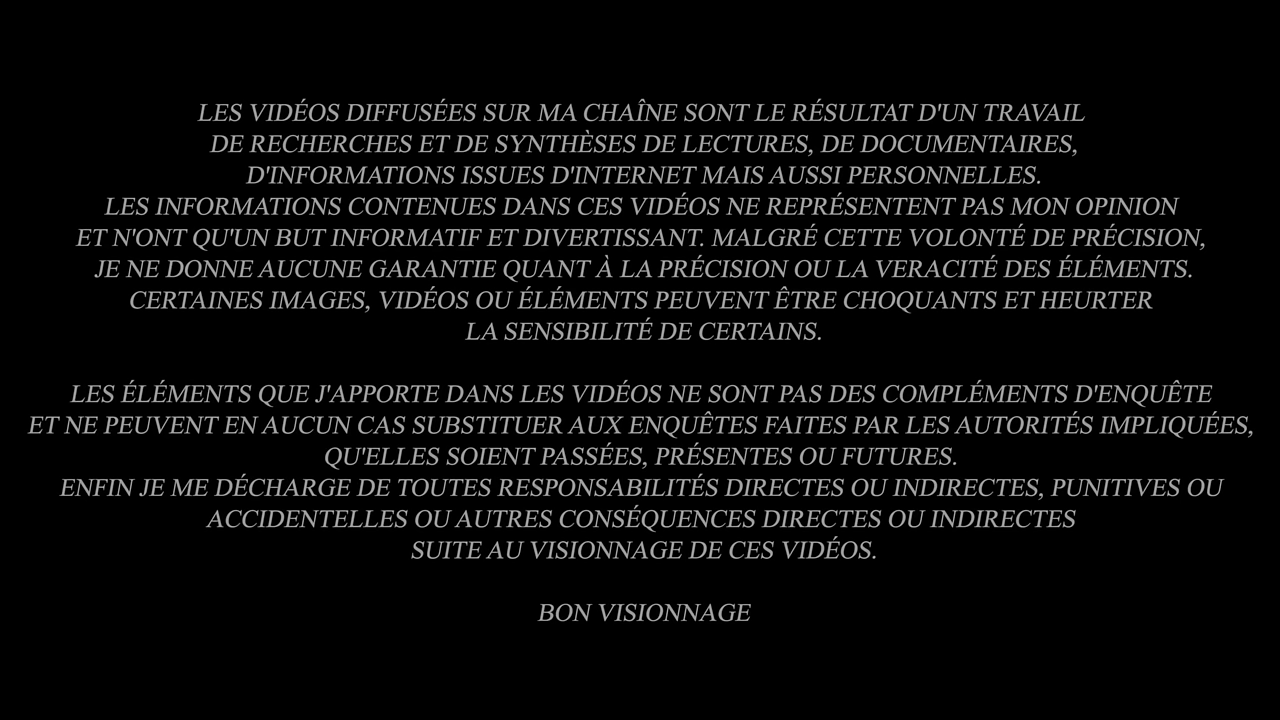 LES VIDÉOS DIFFUSÉES SUR MA CHAÎNE SONT LE RÉSULTAT D'UN TRAVAIL
DE RECHERCHES ET DE SYNTHÈSES DE LECTURES, DE DOCUMENTAIRES,
D'INFORMATIONS ISSUES D'INTERNET MAIS AUSSI PERSONNELLES.
LES INFORMATIONS CONTENUES DANS CES VIDÉOS NE REPRÉSENTENT PAS MON OPINION
ET N'ONT QU'UN BUT INFORMATIF ET DIVERTISSANT. MALGRÉ CETTE VOLONTÉ DE PRÉCISION,
JE NE DONNE AUCUNE GARANTIE QUANT À LA PRÉCISION OU LA VERACITÉ DES ÉLÉMENTS.
CERTAINES IMAGES, VIDÉOS OU ÉLÉMENTS PEUVENT ÊTRE CHOQUANTS ET HEURTER
LA SENSIBILITÉ DE CERTAINS.
LES ÉLÉMENTS QUE J'APPORTE DANS LES VIDÉOS NE SONT PAS DES COMPLÉMENTS D'ENQUÊTE
ET NE PEUVENT EN AUCUN CAS SUBSTITUER AUX ENQUÊTES FAITES PAR LES AUTORITÉS IMPLIQUÉES,
QU'ELLES SOIENT PASSÉES, PRÉSENTES OU FUTURES.
ENFIN JE ME DÉCHARGE DE TOUTES RESPONSABILITÉS DIRECTES OU INDIRECTES, PUNITIVES OU
ACCIDENTELLES OU AUTRES CONSÉQUENCES DIRECTES OU INDIRECTES
SUITE AU VISIONNAGE DE CES VIDÉOS.
BON VISIONNAGE